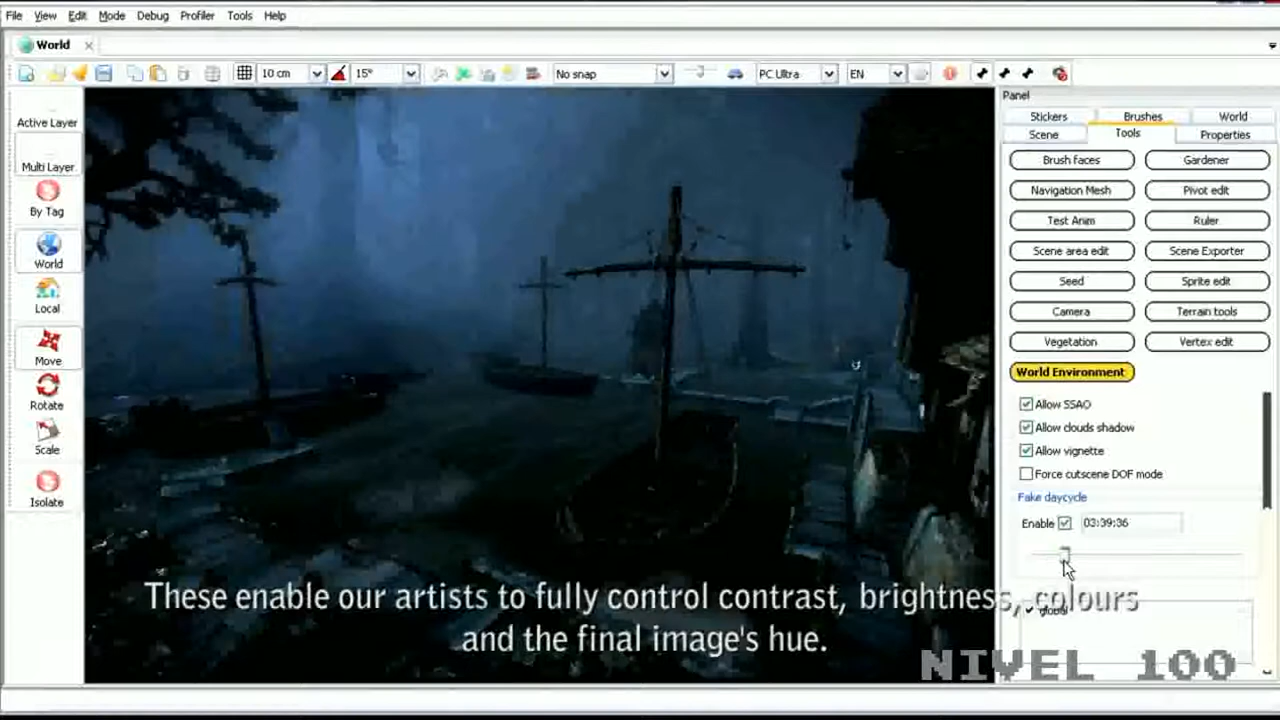 File View Edit Mode Debug Profiler Tools Help
World
10 cm 15° No snap PC Ultra EN
Active Layer
Multi Layer
By Tag
World
Local
Move
Rotate
Scale
Isolate
Panel
Stickers Brushes World
Scene Tools Properties
Brush faces Gardener
Navigation Mesh Pivot edit
Test Anim Ruler
Scene area edit Scene Exporter
Seed Sprite edit
Camera Terrain tools
Vegetation Vertex edit
World Environment
Allow SSAO
Allow clouds shadow
Allow vignette
Force cutscene DOF mode
Fake daycycle
Enable 03:39:36
global
These enable our artists to fully control contrast, brightness, colours
and the final image's hue.
NIVEL 100